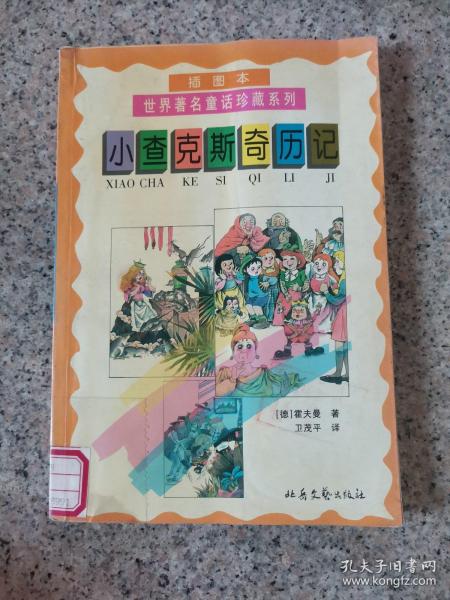 插图本
世界著名童话珍藏系列
小查克斯奇历记
XIAO CHA KE SI QI LI JI
[德]霍夫曼 著
卫茂平 译
北岳文艺出版社
孔夫子旧书网
www.kongfz.com